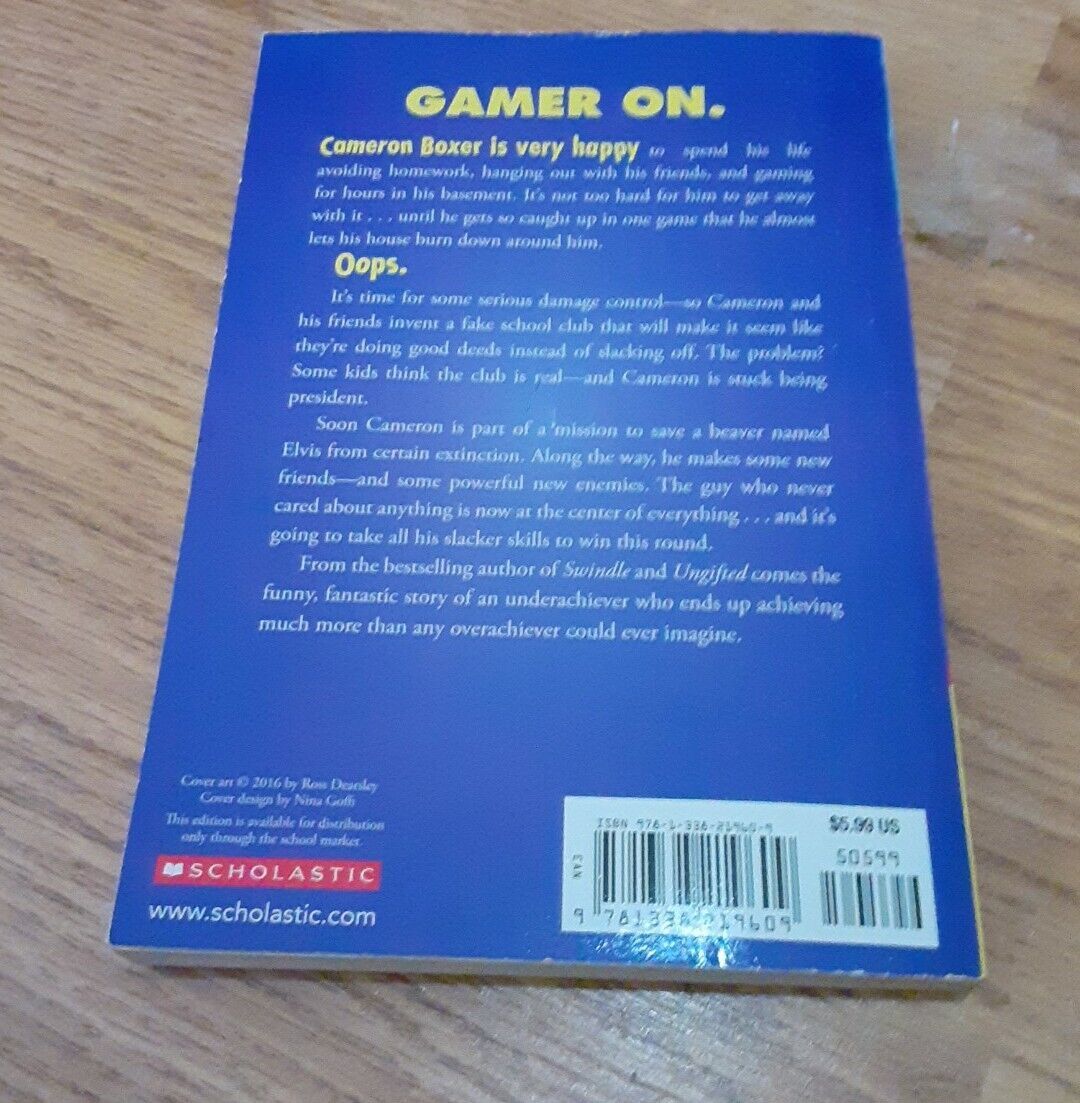 GAMER ON.
Cameron Boxer is very happy to spend his life
avoiding homework, hanging out with his friends, and gaming
for hours in his basement. It's not too hard for him to get away
with it . . . until he gets so caught up in one game that he almost
lets his house burn down around him.
Oops.
It's time for some serious damage control—so Cameron and
his friends invent a fake school club that will make it seem like
they're doing good deeds instead of slacking off. The problem?
Some kids think the club is real—and Cameron is stuck being
president.
Soon Cameron is part of a mission to save a beaver named
Elvis from certain extinction. Along the way, he makes some new
friends—and some powerful new enemies. The guy who never
cared about anything is now at the center of everything . . . and it's
going to take all his slacker skills to win this round.
From the bestselling author of Swindle and Ungifted comes the
funny, fantastic story of an underachiever who ends up achieving
much more than any overachiever could ever imagine.
Cover art © 2016 by Ross Dearsley
Cover design by Nina Goffi
This edition is available for distribution
only through the school market.
SCHOLASTIC
www.scholastic.com
ISBN 978-1-338-21960-9
$5.99 US
50599
EAN
9 781338 219609